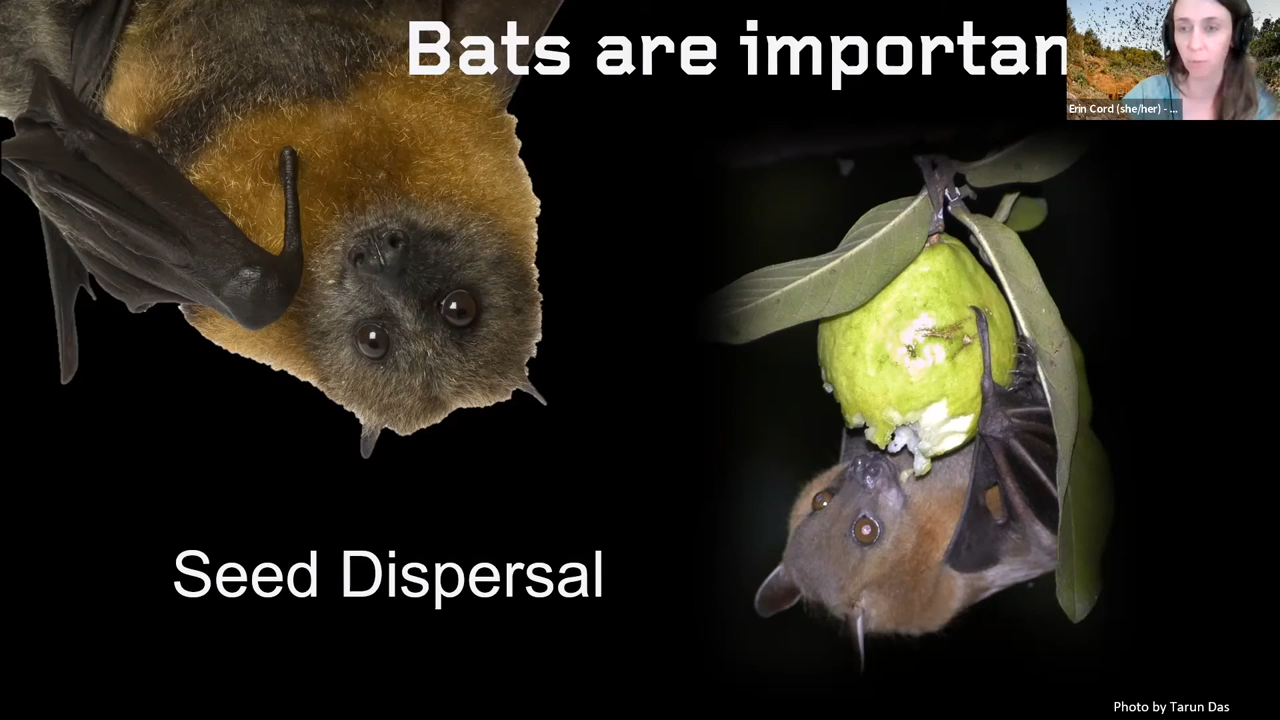 Bats are importan
Erin Cord (she/her) - ...
Seed Dispersal
Photo by Tarun Das